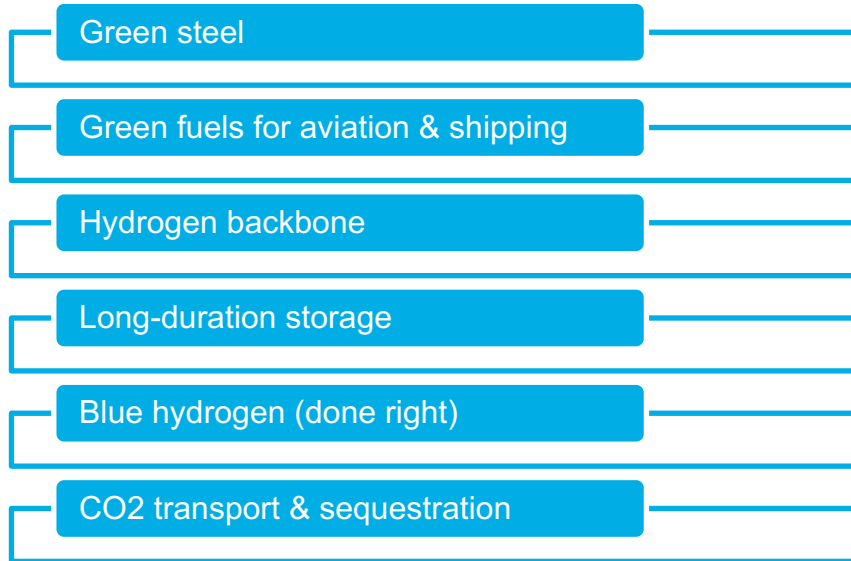 Green steel
Green fuels for aviation & shipping
Hydrogen backbone
Long-duration storage
Blue hydrogen (done right)
CO2 transport & sequestration